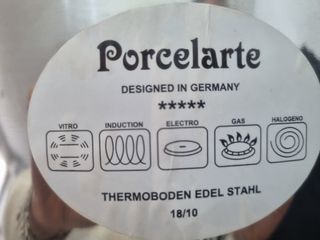 Porcelarte
DESIGNED IN GERMANY
*****
VITRO INDUCTION ELECTRO GAS HALOGENO
THERMOBODEN EDEL STAHL
18/10